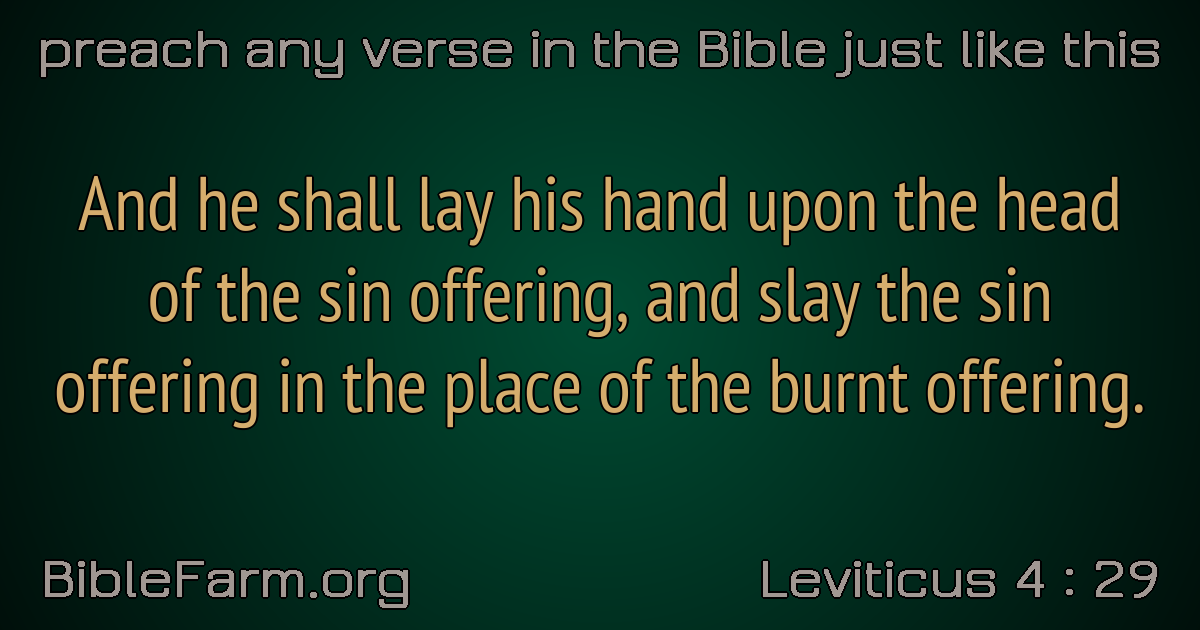 preach any verse in the Bible just like this
And he shall lay his hand upon the head
of the sin offering, and slay the sin
offering in the place of the burnt offering.
BibleFarm.org
Leviticus 4 : 29